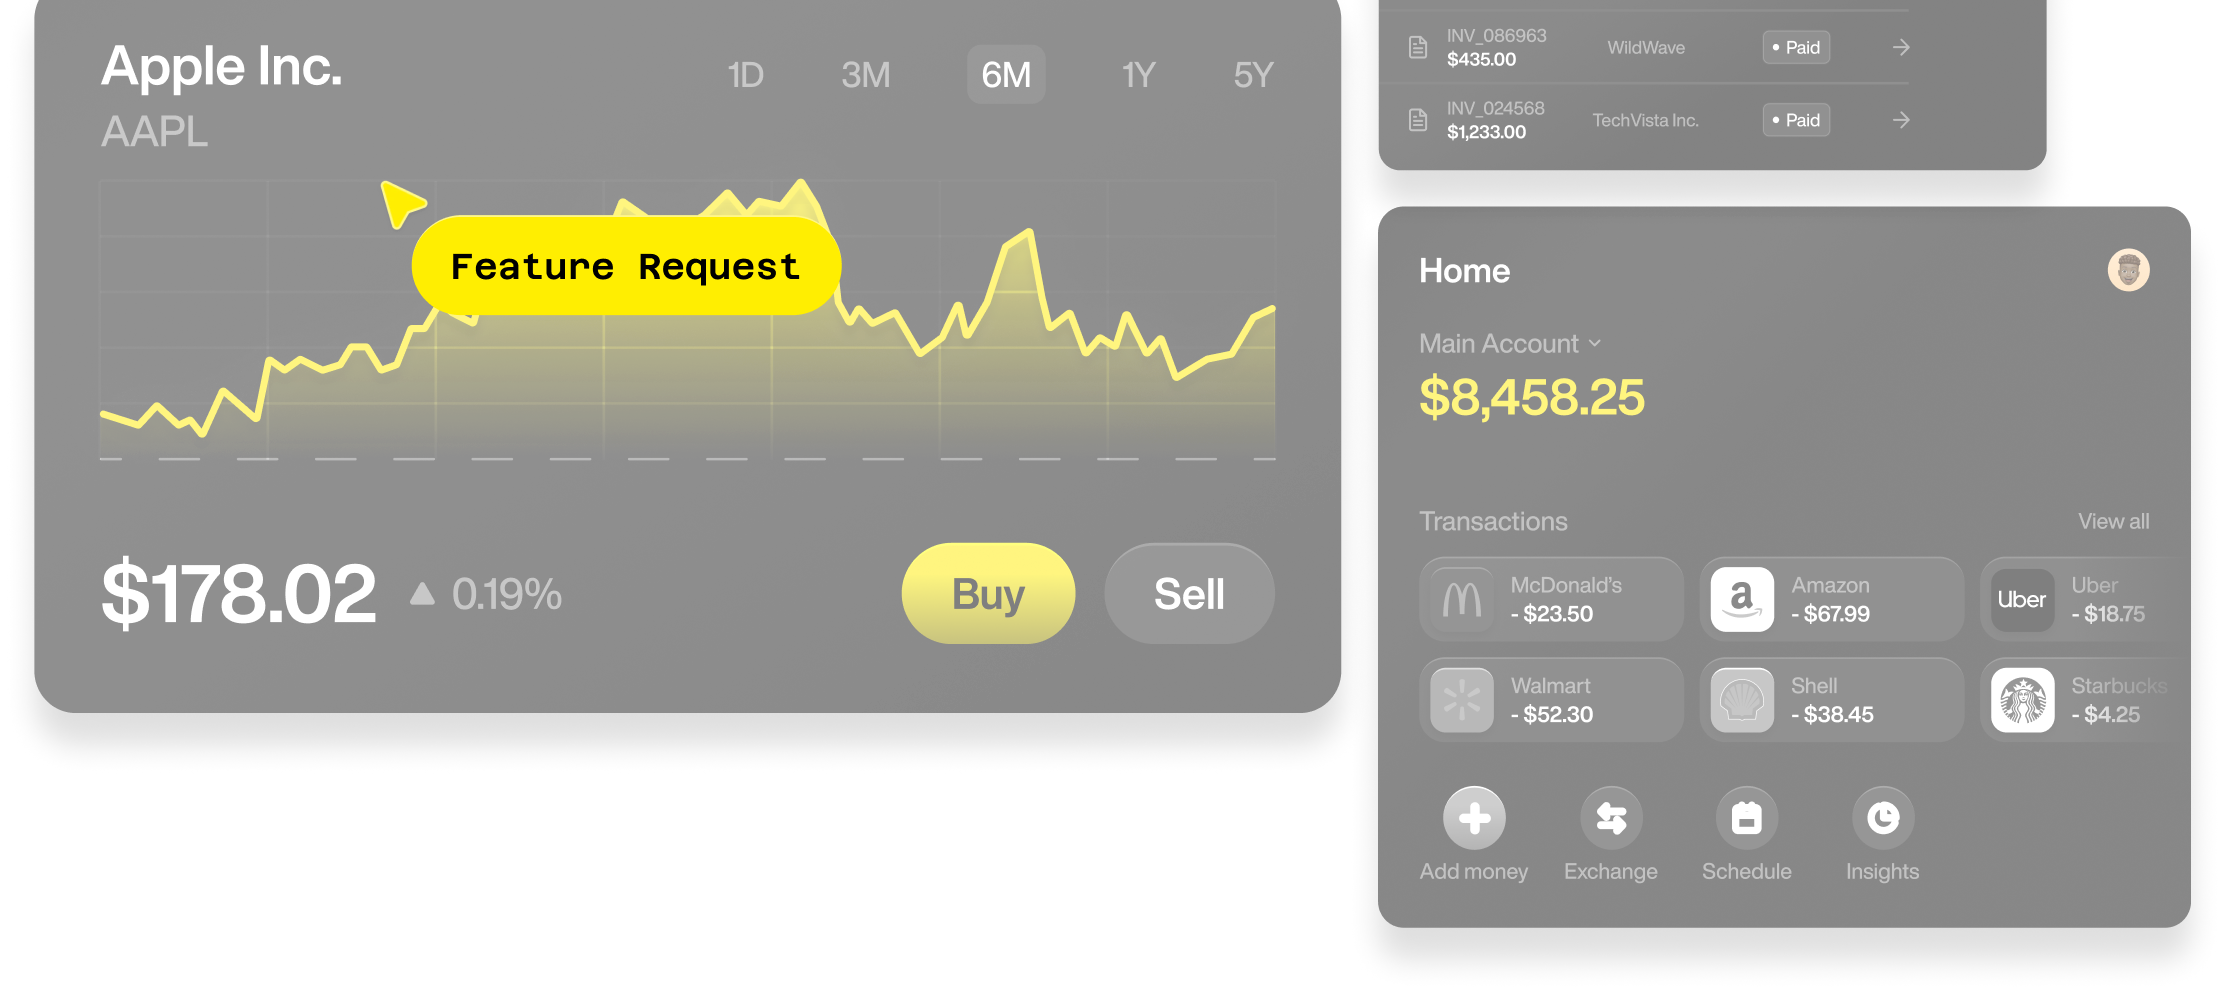 Apple Inc.
AAPL
1D 3M 6M 1Y 5Y
Feature Request
$178.02 0.19%
Buy Sell
INV_086963
$435.00
WildWave
Paid
INV_024568
$1,233.00
TechVista Inc.
Paid
Home
Main Account
$8,458.25
Transactions View all
McDonald's
- $23.50
a
Amazon
- $67.99
Uber
Uber
- $18.75
Walmart
- $52.30
Shell
- $38.45
Starbucks
- $4.25
Add money Exchange Schedule Insights